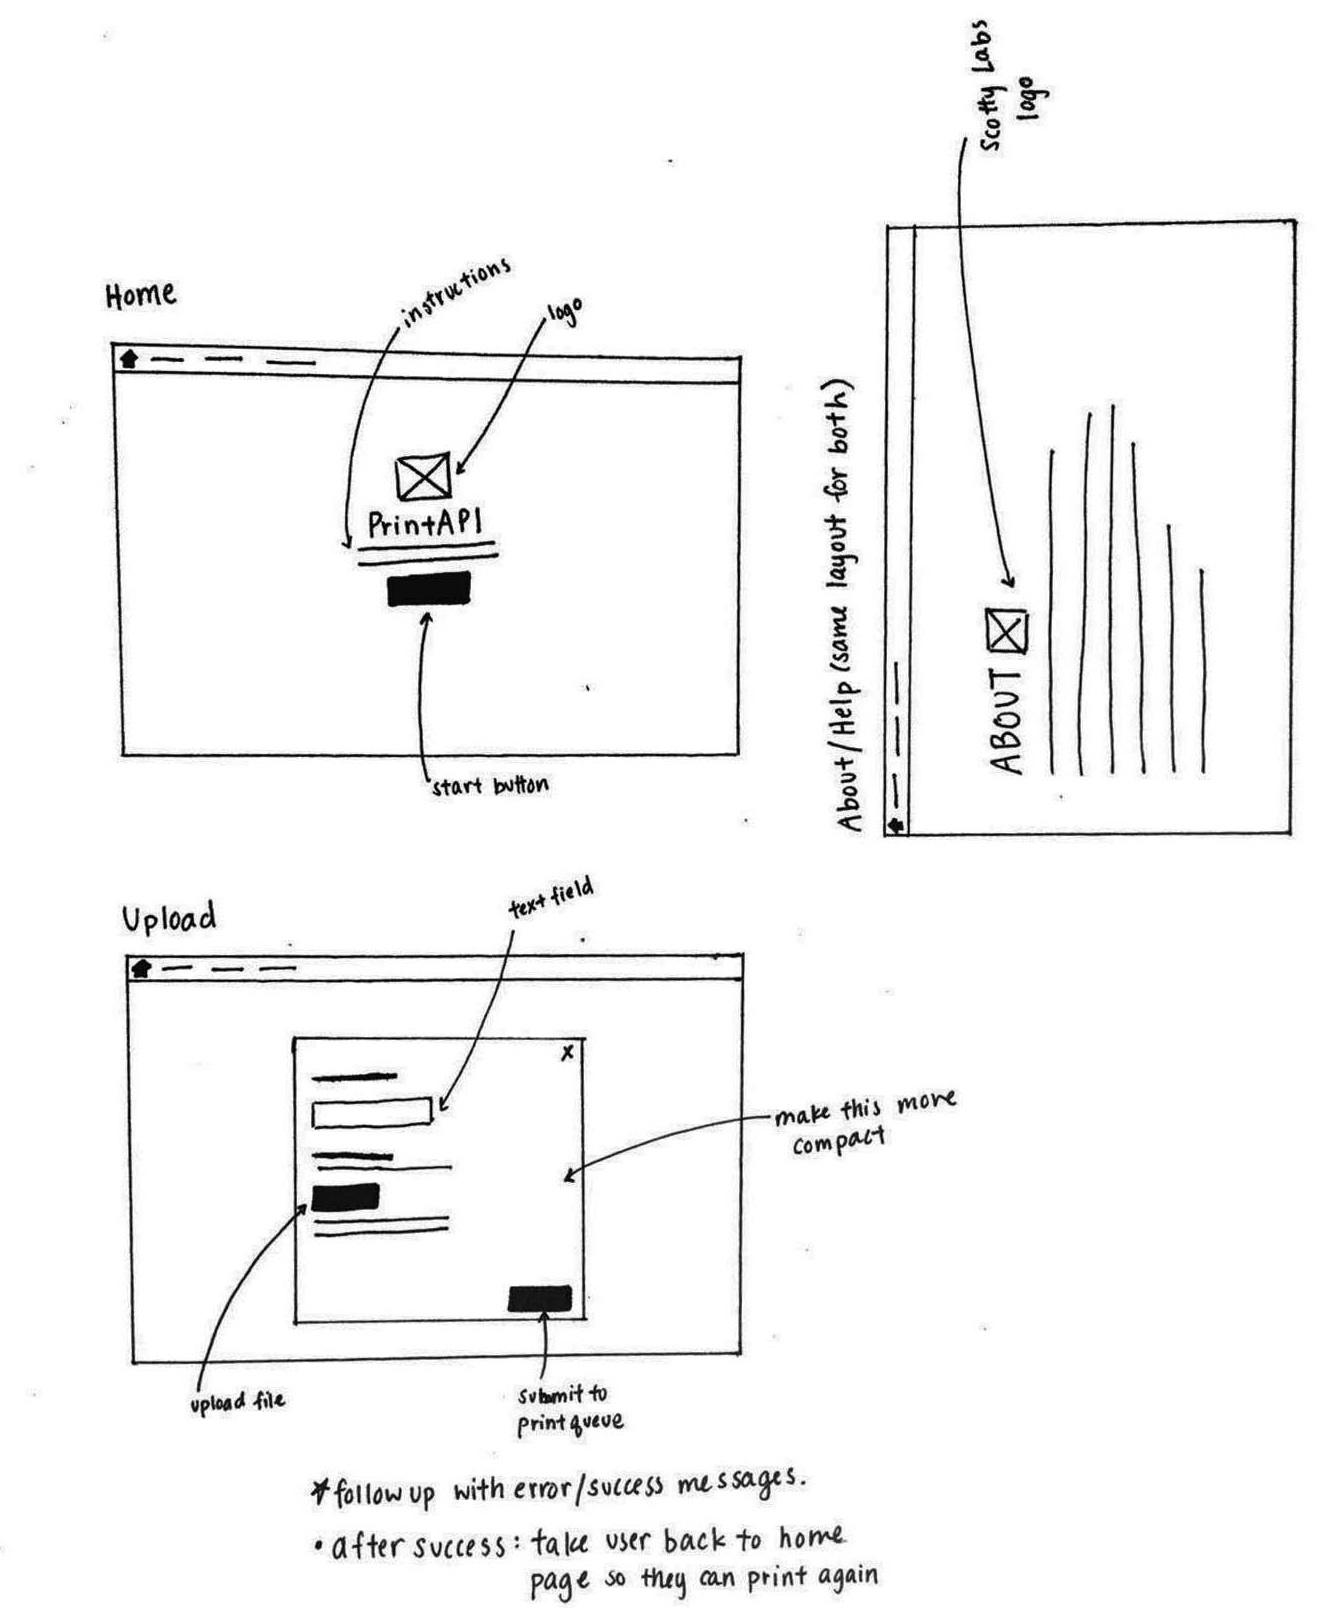 Home
instructions
logo
PrintAPI
start button
About/Help (same layout for both)
Scotty Labs
logo
ABOUT
Upload
text field
x
make this more
compact
upload file
submit to
print queue
* follow up with error/success messages.
• after success: take user back to home
page so they can print again